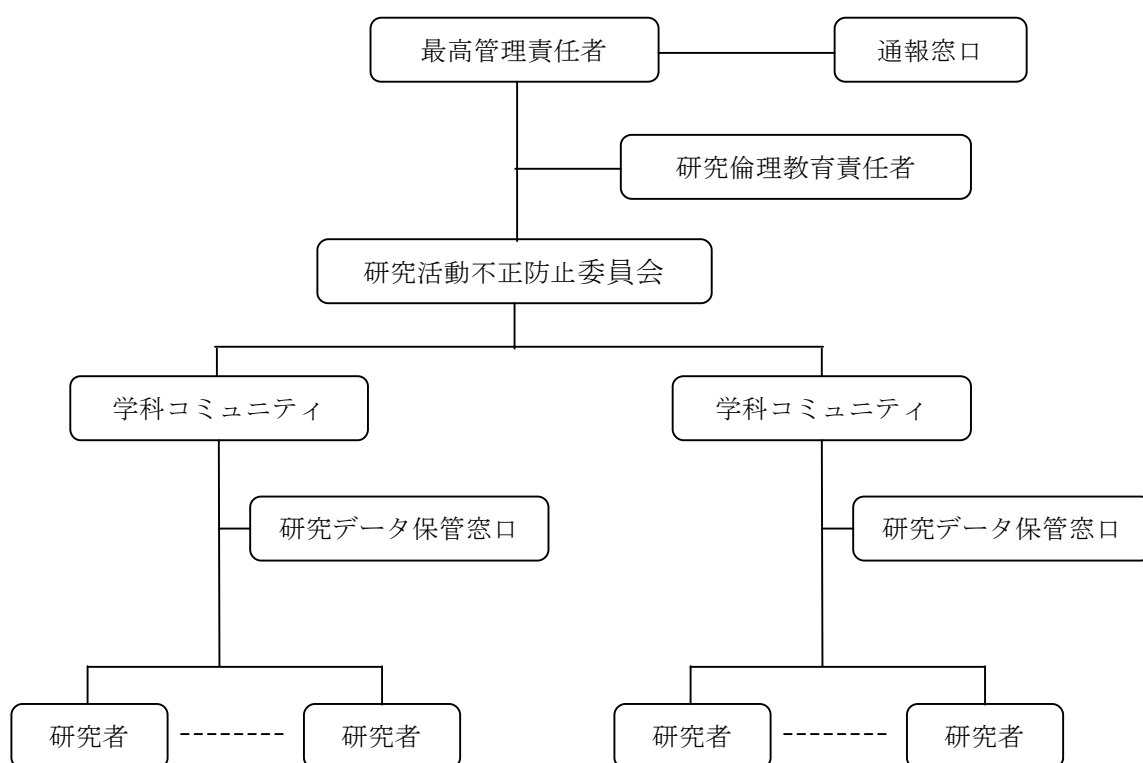 最高管理責任者
通報窓口
研究倫理教育責任者
研究活動不正防止委員会
学科コミュニティ
学科コミュニティ
研究データ保管窓口
研究データ保管窓口
研究者
研究者
研究者
研究者